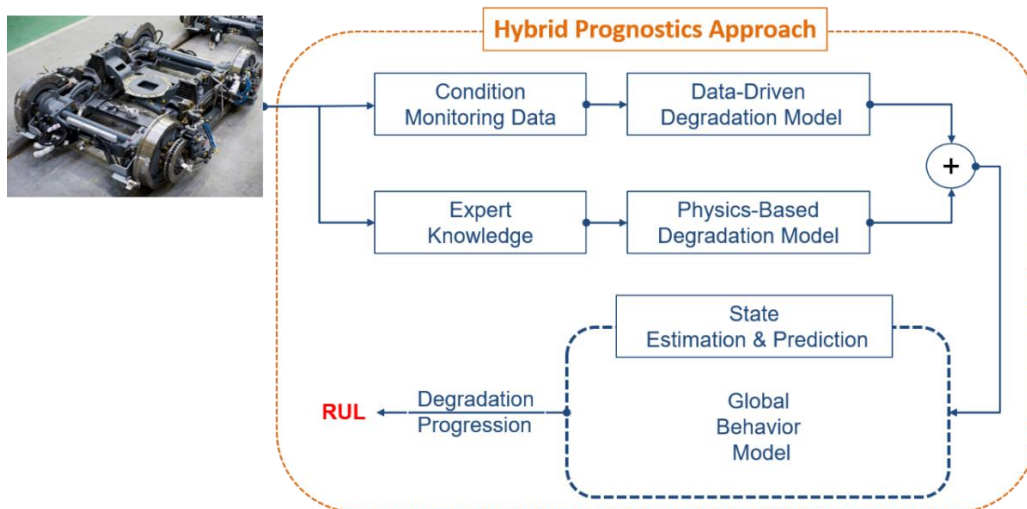 Hybrid Prognostics Approach
Condition
Monitoring Data
Data-Driven
Degradation Model
+
Expert
Knowledge
Physics-Based
Degradation Model
State
Estimation & Prediction
Global
Behavior
Model
Degradation
Progression
RUL